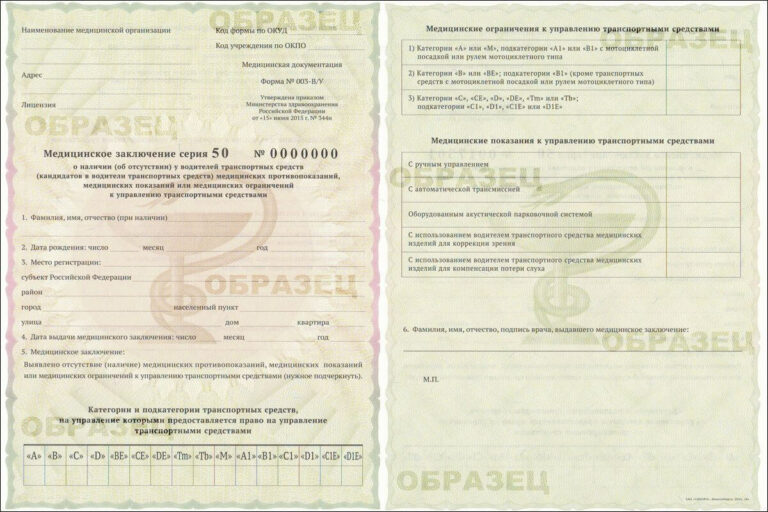 ОБРАЗЕЦ
Наименование медицинской организации
Код формы по ОКУД
Код учреждения по ОКПО
Медицинская документация
Адрес
Форма № 003-В/У
Лицензия
Утверждена приказом
Министерства здравоохранения
Российской Федерации
от «15» июня 2015 г. № 344н
ОБРАЗЕЦ
Медицинское заключение серия 50 № 0000000
о наличии (об отсутствии) у водителей транспортных средств
(кандидатов в водители транспортных средств) медицинских противопоказаний,
медицинских показаний или медицинских ограничений
к управлению транспортными средствами
1. Фамилия, имя, отчество (при наличии)
2. Дата рождения: число месяц год
3. Место регистрации:
субъект Российской Федерации
ОБРАЗЕЦ
район
город населенный пункт
улица дом квартира
4. Дата выдачи медицинского заключения: число месяц год
5. Медицинское заключение:
Выявлено отсутствие (наличие) медицинских противопоказаний, медицинских показаний
или медицинских ограничений к управлению транспортными средствами (нужное подчеркнуть).
Категории и подкатегории транспортных средств,
на управление которыми предоставляется право на управление
транспортными средствами
ОБРАЗЕЦ
«A» «B» «C» «D» «BE» «CE» «DE» «Tm» «Tb» «M» «A1» «B1» «C1» «D1» «C1E» «D1E»
Медицинские ограничения к управлению транспортными средствами
ОБРАЗЕЦ
1) Категории «A» или «M», подкатегории «A1» или «B1» с мотоциклетной
посадкой или рулем мотоциклетного типа
2) Категории «B» или «BE»; подкатегории «B1» (кроме транспортных
средств с мотоциклетной посадкой или рулем мотоциклетного типа)
3) Категории «C», «CE», «D», «DE», «Tm» или «Tb»;
подкатегории «C1», «D1», «C1E» или «D1E»
Медицинские показания к управлению транспортными средствами
С ручным управлением
ОБРАЗЕЦ
С автоматической трансмиссией
Оборудованным акустической парковочной системой
С использованием водителем транспортного средства медицинских
изделий для коррекции зрения
С использованием водителем транспортного средства медицинских
изделий для компенсации потери слуха
6. Фамилия, имя, отчество, подпись врача, выдавшего медицинское заключение:
ОБРАЗЕЦ
М.П.
ОБРАЗЕЦ